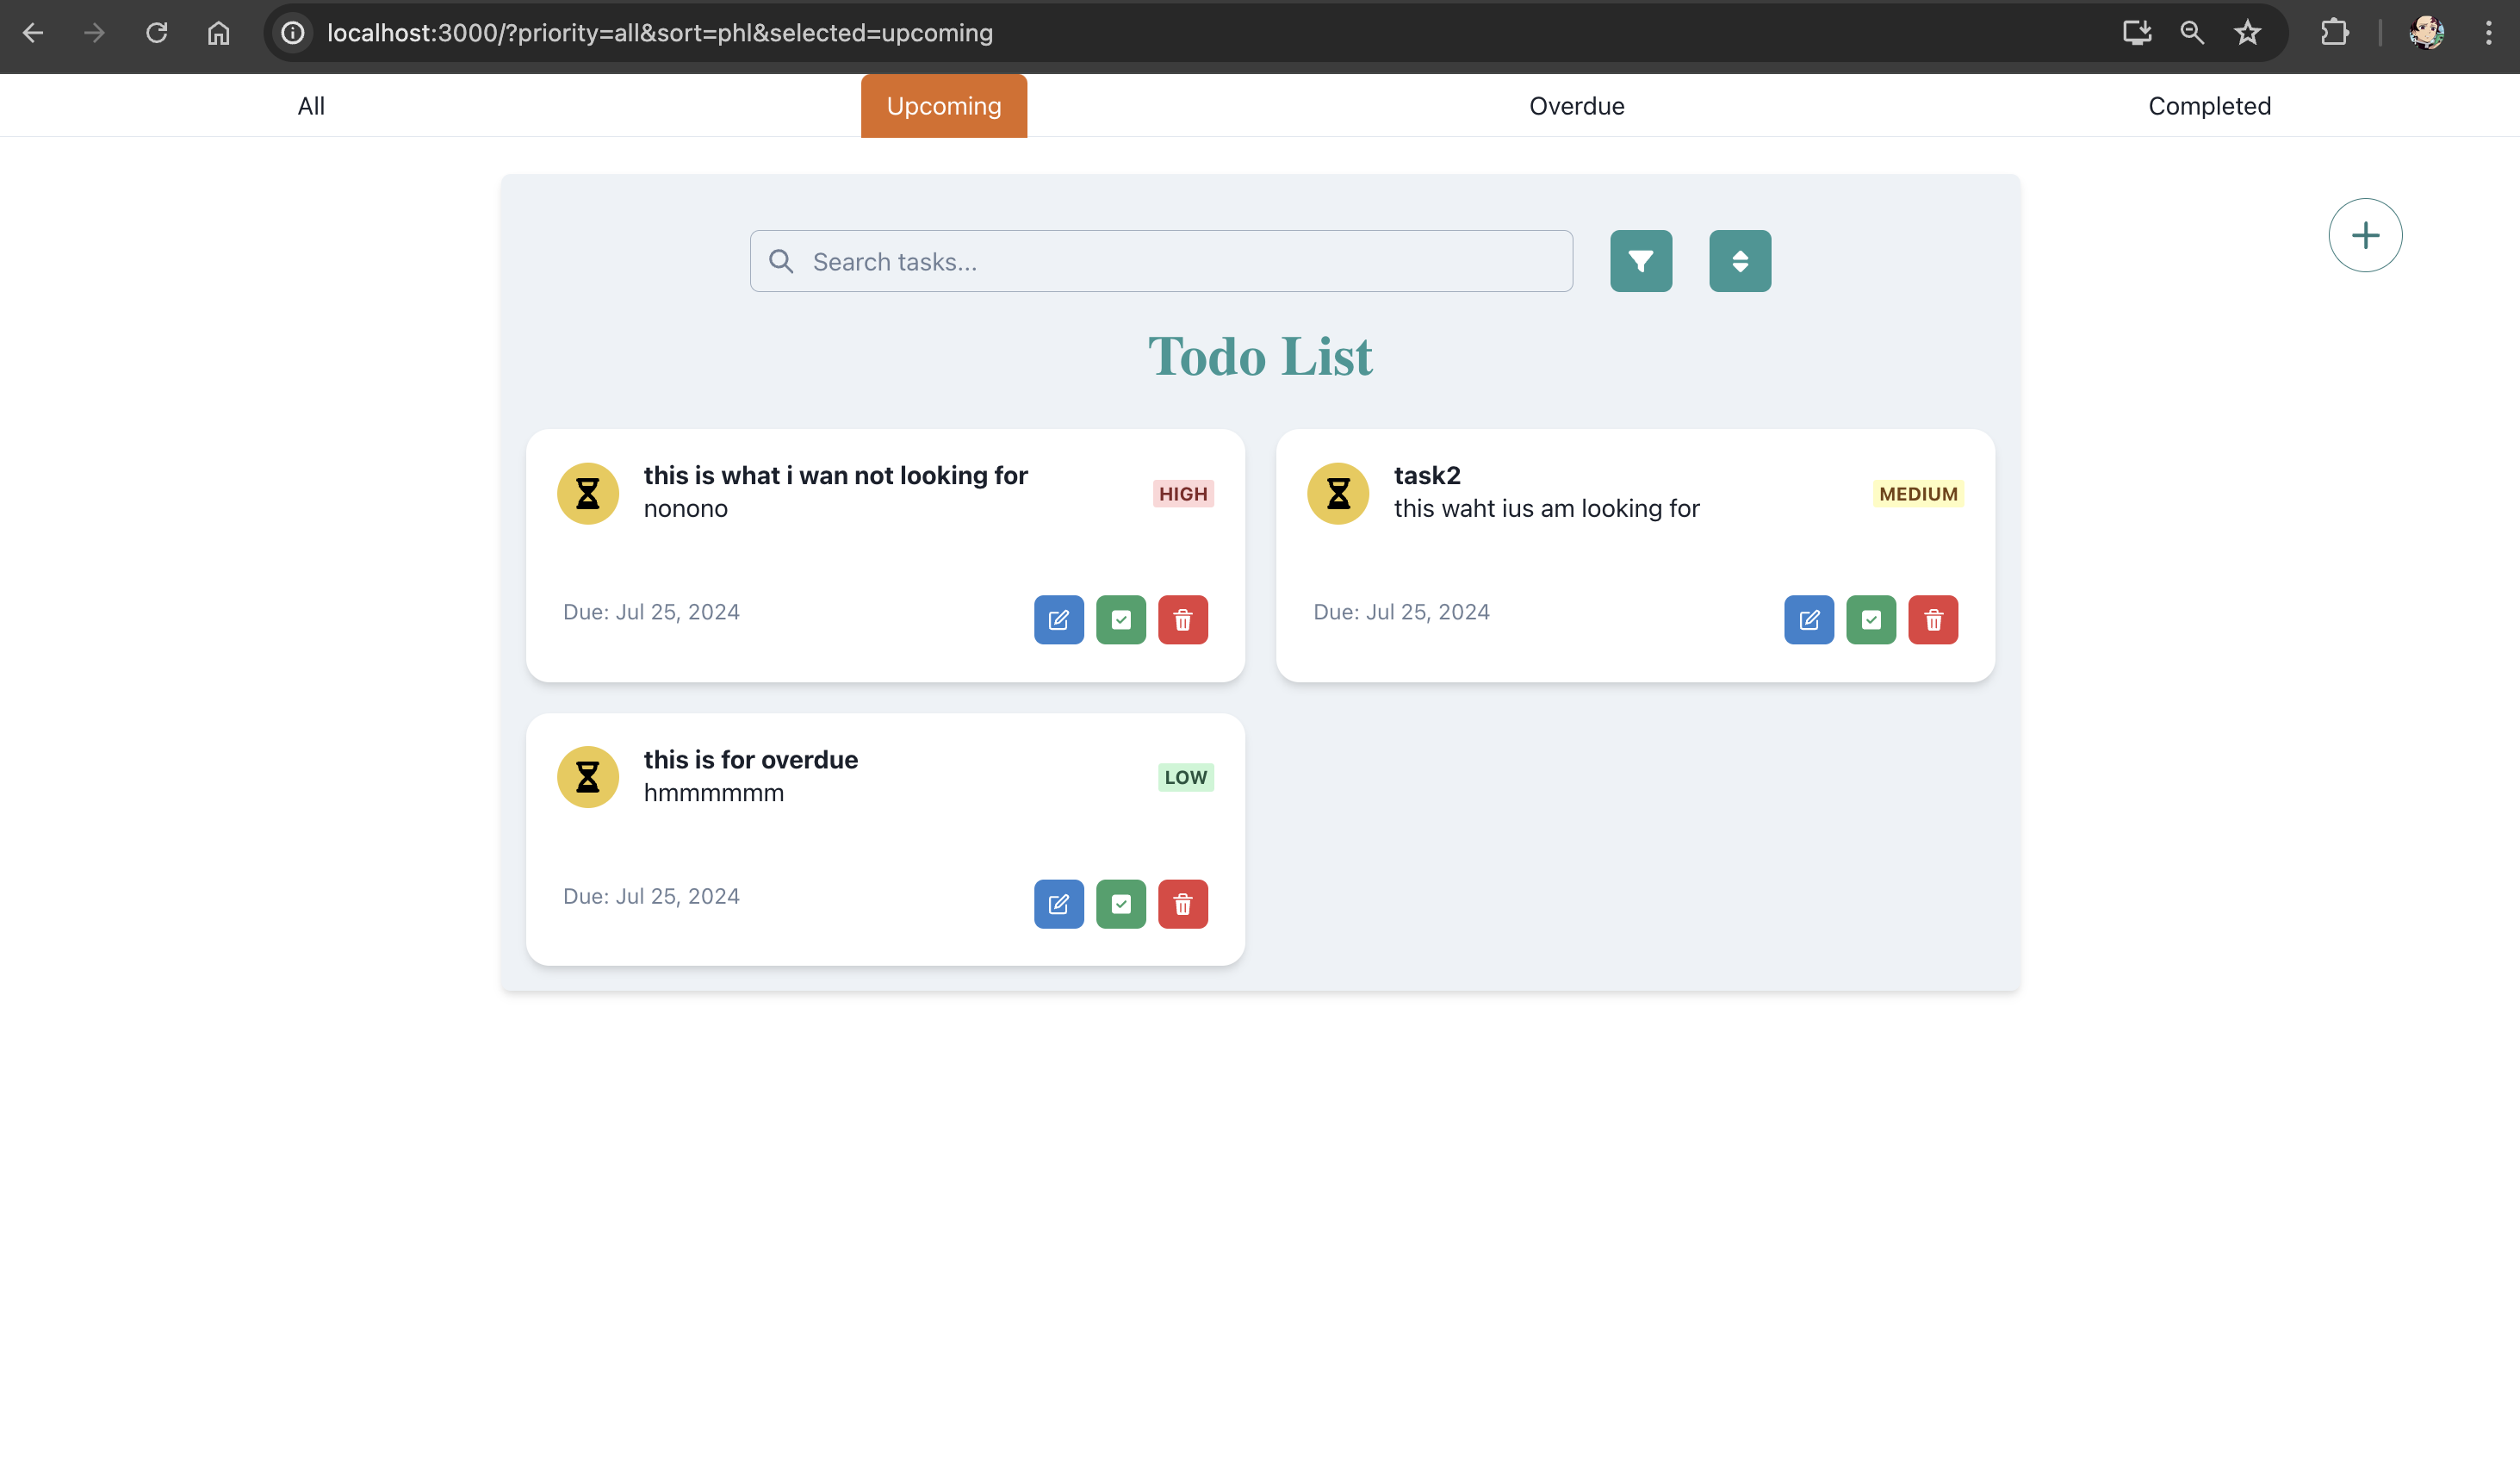 localhost:3000/?priority=all&sort=phl&selected=upcoming
All
Upcoming
Overdue
Completed
Search tasks...
Todo List
this is what i wan not looking for
nonono
HIGH
Due: Jul 25, 2024
task2
this waht ius am looking for
MEDIUM
Due: Jul 25, 2024
this is for overdue
hmmmmmm
LOW
Due: Jul 25, 2024